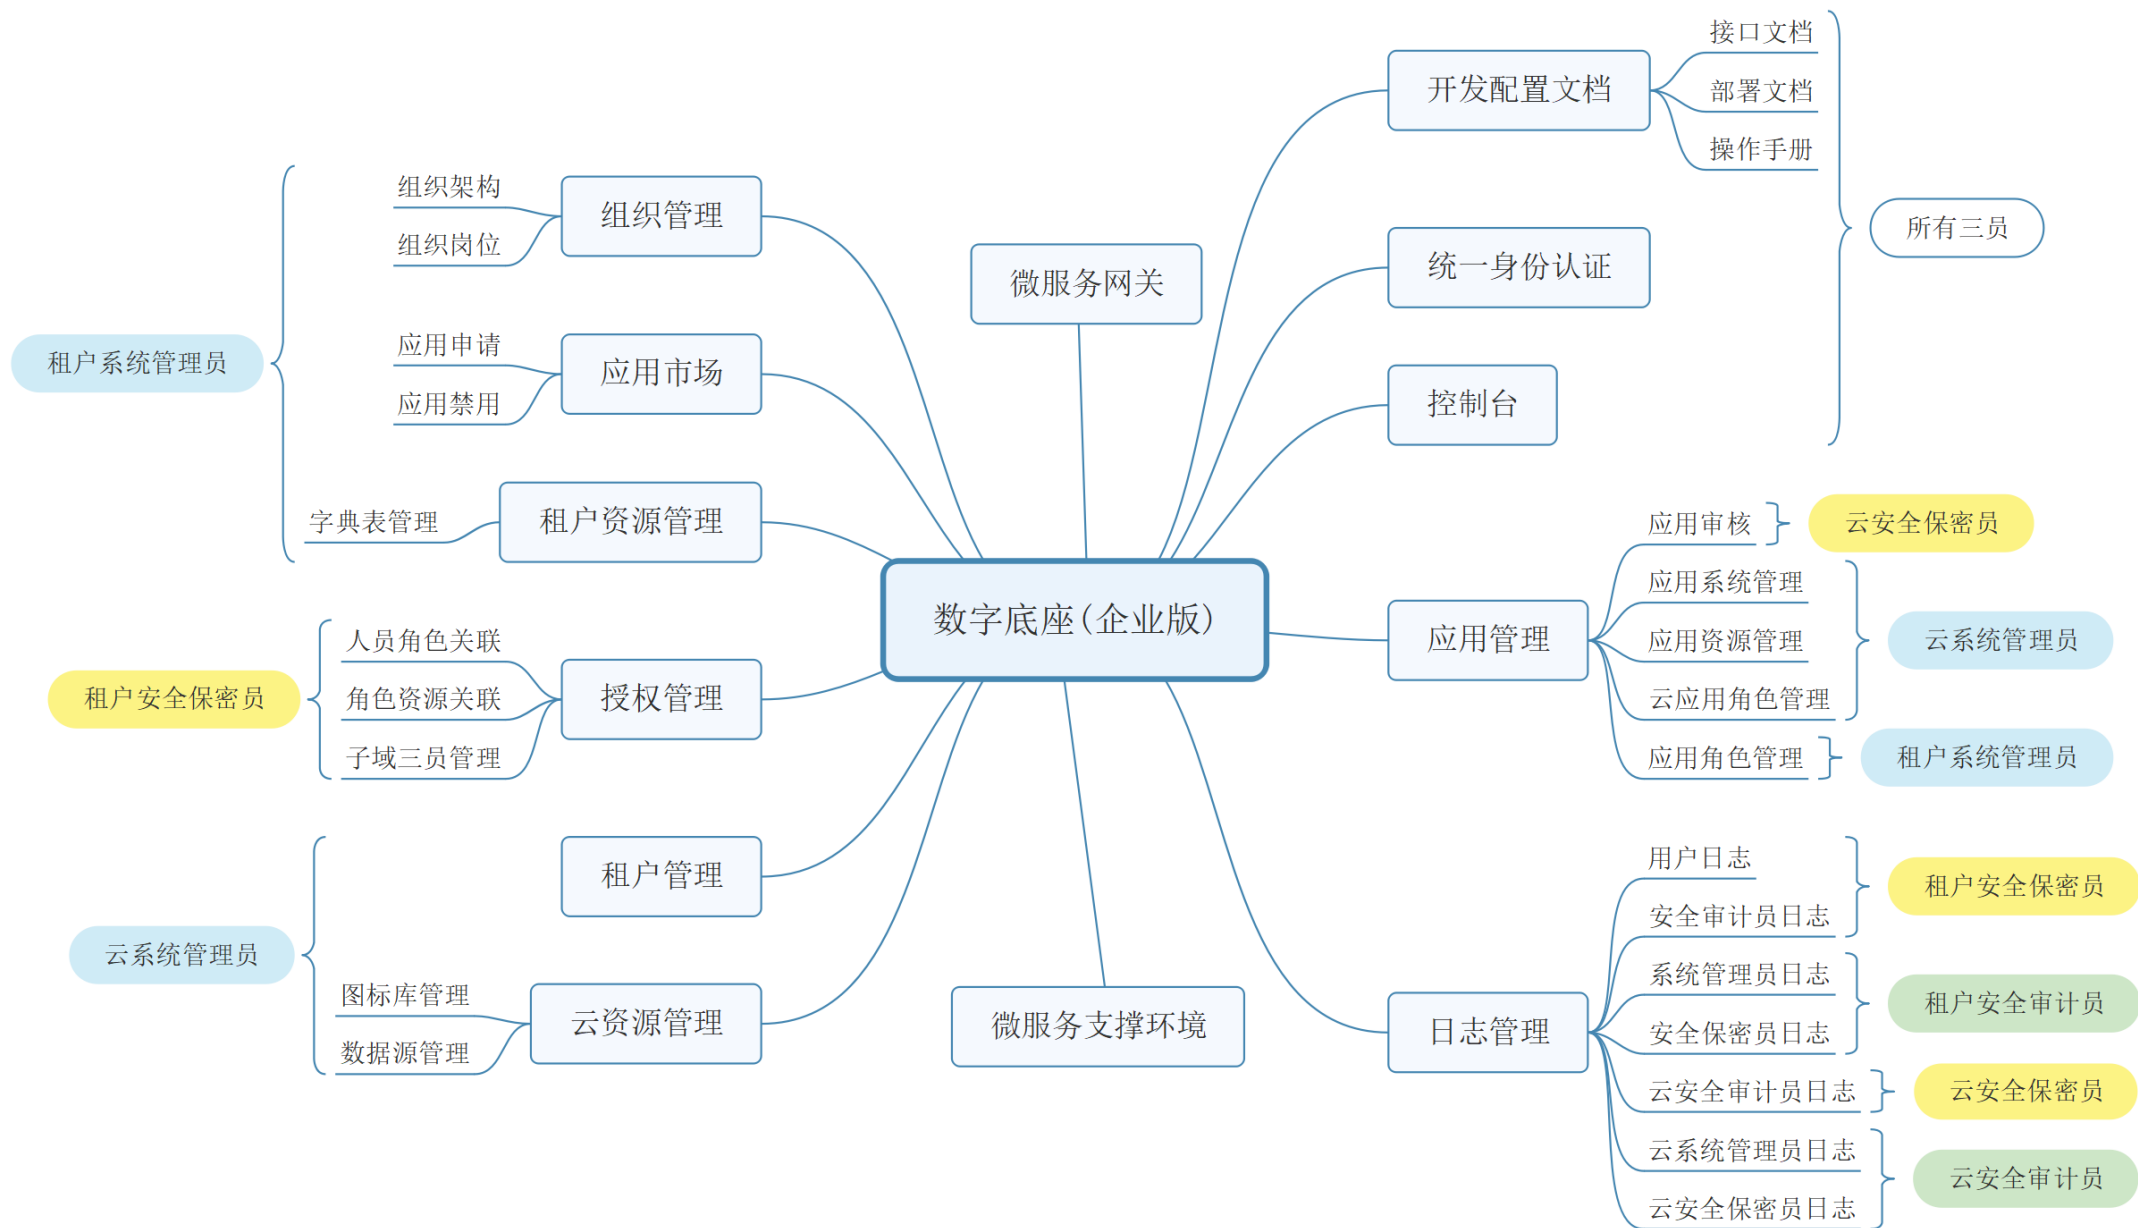 数字底座(企业版)
微服务网关
微服务支撑环境
开发配置文档
接口文档
部署文档
操作手册
统一身份认证
控制台
所有三员
应用管理
应用审核
云安全保密员
应用系统管理
应用资源管理
云应用角色管理
云系统管理员
应用角色管理
租户系统管理员
日志管理
用户日志
安全审计员日志
租户安全保密员
系统管理员日志
安全保密员日志
租户安全审计员
云安全审计员日志
云安全保密员
云系统管理员日志
云安全保密员日志
云安全审计员
组织管理
组织架构
组织岗位
应用市场
应用申请
应用禁用
租户资源管理
字典表管理
租户系统管理员
授权管理
人员角色关联
角色资源关联
子域三员管理
租户安全保密员
租户管理
云资源管理
图标库管理
数据源管理
云系统管理员